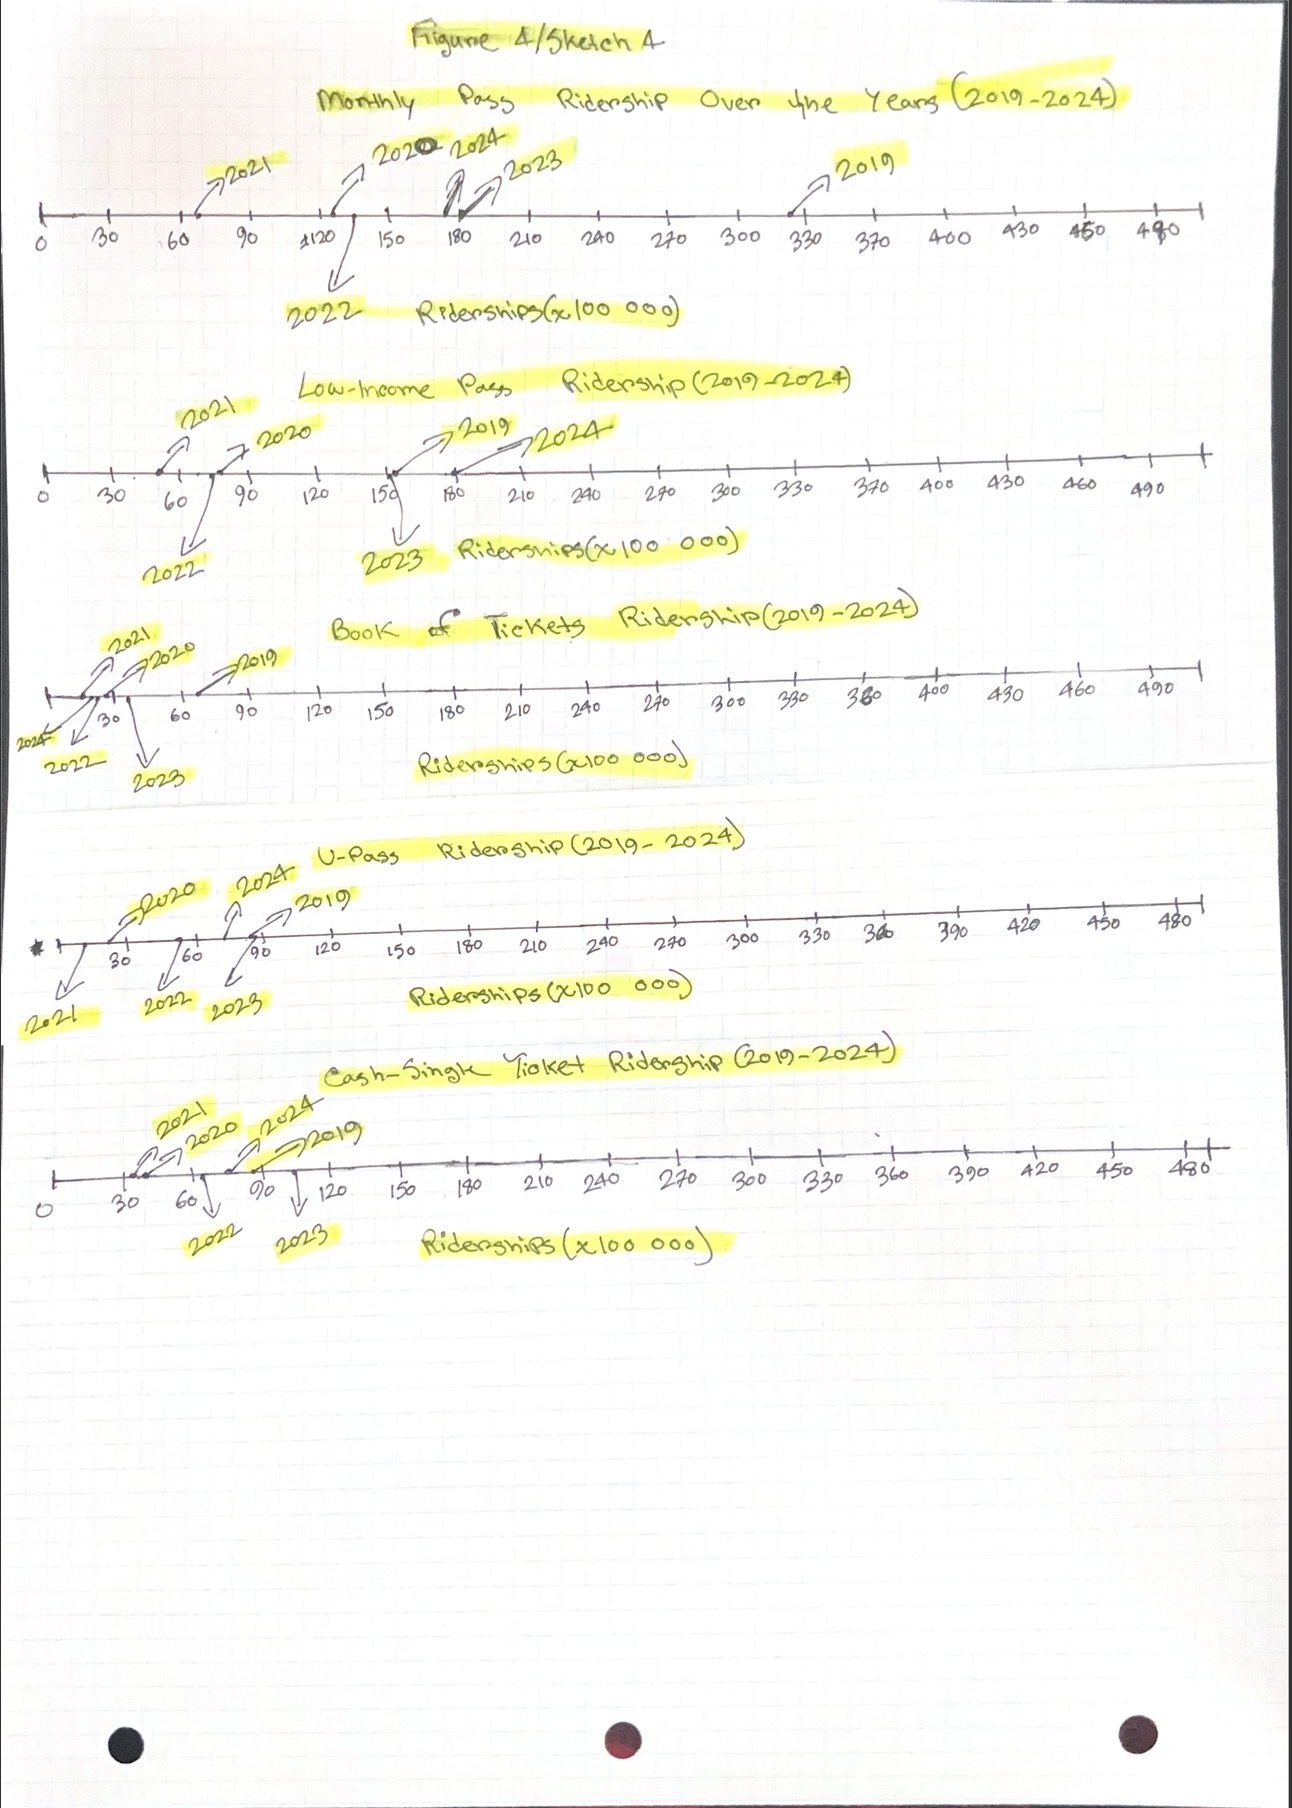 Figure 4/Sketch 4
Monthly Pass Ridership Over the Years (2019-2024)
2021 2020 2024 2023 2019
0 30 60 90 120 150 180 210 240 270 300 330 370 400 430 450 490
2022 Riderships(x100 000)
Low-Income Pass Ridership(2019-2024)
2021 2020 2019 2024
0 30 60 90 120 150 180 210 240 270 300 330 370 400 430 460 490
2022 2023 Riderships(x100 000)
Book of Tickets Ridership(2019-2024)
2021 2020 2019
30 60 90 120 150 180 210 240 270 300 330 360 400 430 460 490
2024 2022 2023 Riderships(x100 000)
U-Pass Ridership(2019-2024)
2020 2024 2019
30 60 90 120 150 180 210 240 270 300 330 360 390 420 450 480
2021 2022 2023 Riderships(x100 000)
Cash-Single Ticket Ridership (2019-2024)
2021 2020 2024 2019
0 30 60 90 120 150 180 210 240 270 300 330 360 390 420 450 480
2022 2023 Riderships(x100 000)